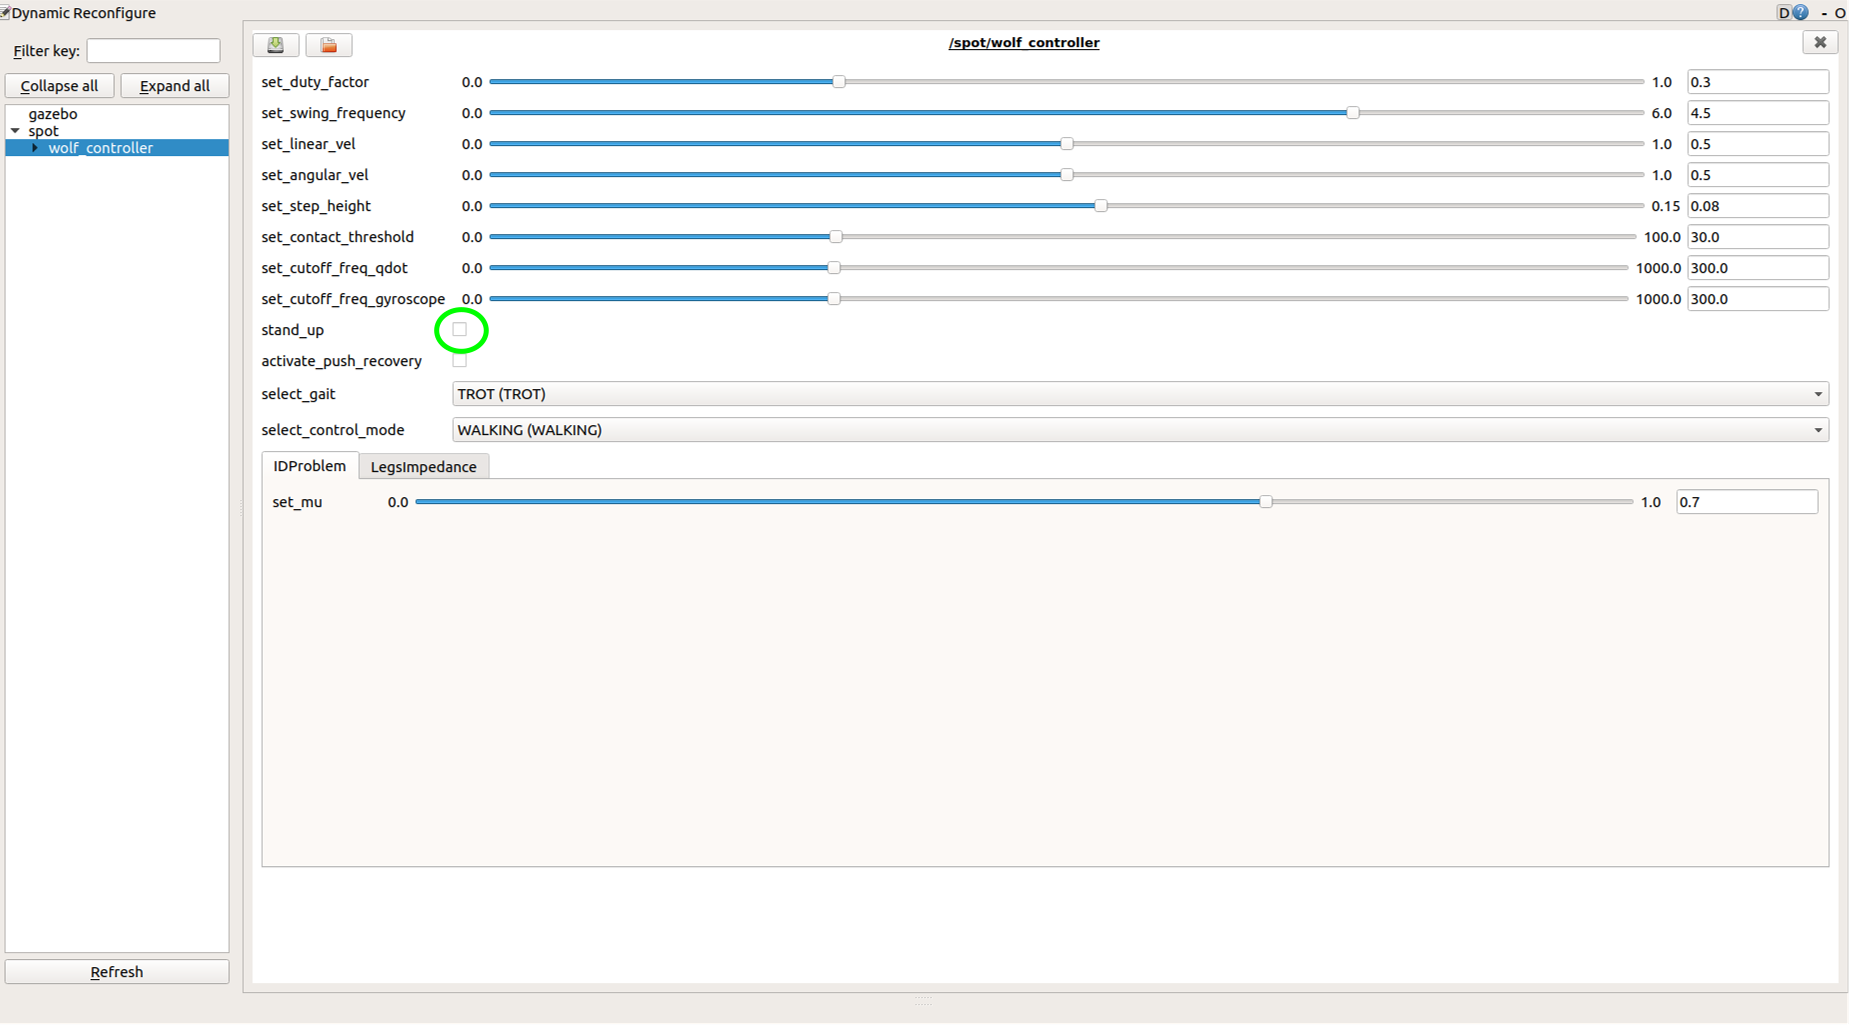 Dynamic Reconfigure D ? - O
Filter key:
Collapse all Expand all
gazebo
spot
wolf_controller
Refresh
/spot/wolf_controller
set_duty_factor 0.0 1.0 0.3
set_swing_frequency 0.0 6.0 4.5
set_linear_vel 0.0 1.0 0.5
set_angular_vel 0.0 1.0 0.5
set_step_height 0.0 0.15 0.08
set_contact_threshold 0.0 100.0 30.0
set_cutoff_freq_qdot 0.0 1000.0 300.0
set_cutoff_freq_gyroscope 0.0 1000.0 300.0
stand_up
activate_push_recovery
select_gait TROT (TROT)
select_control_mode WALKING (WALKING)
IDProblem LegsImpedance
set_mu 0.0 1.0 0.7